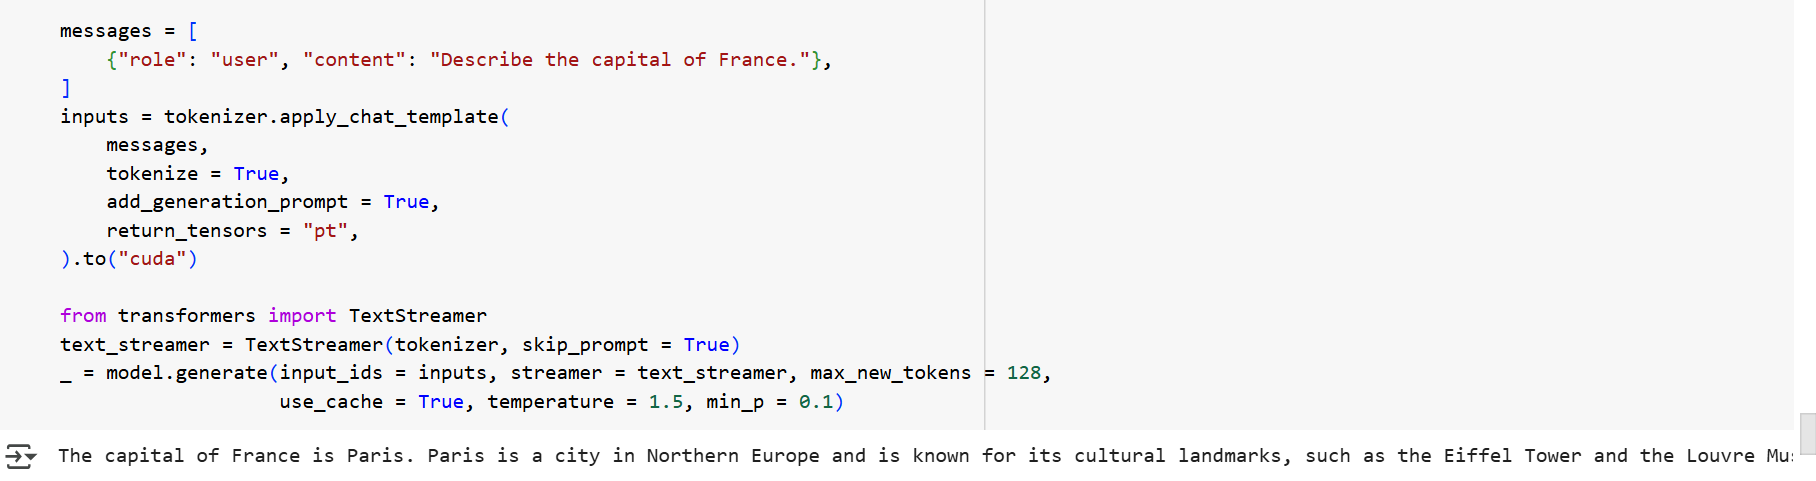 messages = [
    {"role": "user", "content": "Describe the capital of France."},
]
inputs = tokenizer.apply_chat_template(
    messages,
    tokenize = True,
    add_generation_prompt = True,
    return_tensors = "pt",
).to("cuda")

from transformers import TextStreamer
text_streamer = TextStreamer(tokenizer, skip_prompt = True)
_ = model.generate(input_ids = inputs, streamer = text_streamer, max_new_tokens = 128,
                   use_cache = True, temperature = 1.5, min_p = 0.1)
The capital of France is Paris. Paris is a city in Northern Europe and is known for its cultural landmarks, such as the Eiffel Tower and the Louvre